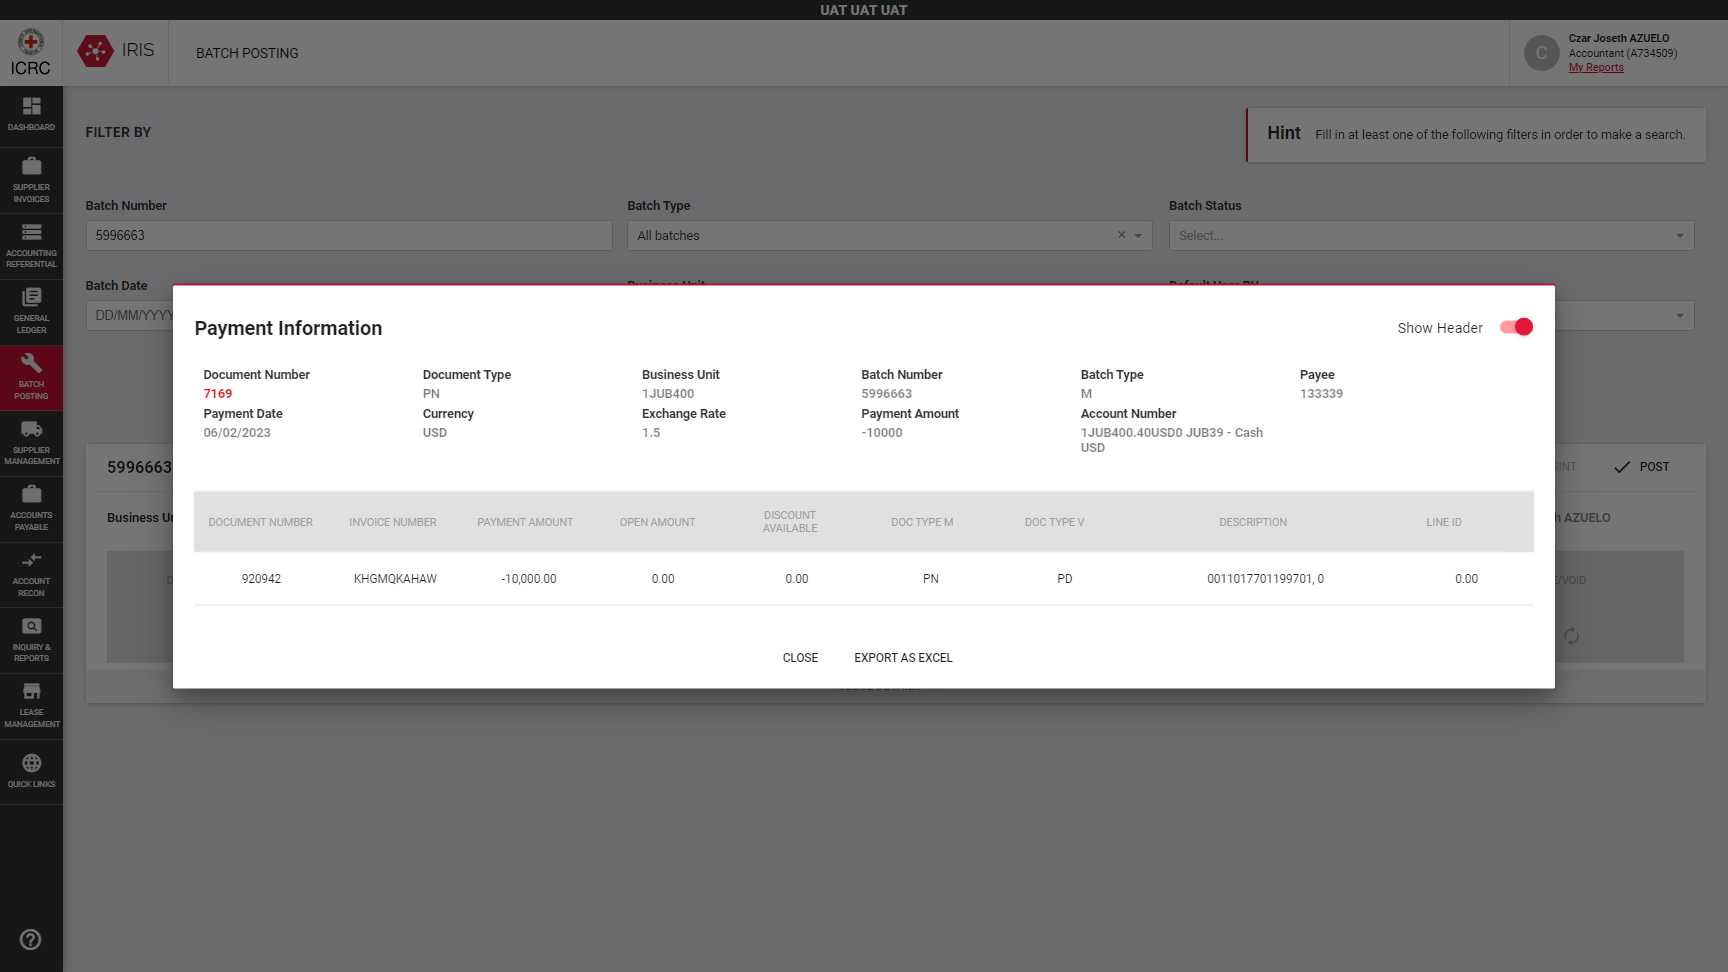 UAT UAT UAT
ICRC
IRIS
BATCH POSTING
C
Czar Joseth AZUELO
Accountant (A734509)
My Reports
DASHBOARD
SUPPLIER
INVOICES
ACCOUNTING
REFERENTIAL
GENERAL
LEDGER
BATCH
POSTING
SUPPLIER
MANAGEMENT
ACCOUNTS
PAYABLE
ACCOUNT
RECON
INQUIRY &
REPORTS
LEASE
MANAGEMENT
QUICK LINKS
FILTER BY
Hint Fill in at least one of the following filters in order to make a search.
Batch Number Batch Type Batch Status
5996663 All batches Select...
Batch Date
DD/MM/YYYY
Payment Information
Show Header
Document Number Document Type Business Unit Batch Number Batch Type Payee
7169 PN 1JUB400 5996663 M 133339
Payment Date Currency Exchange Rate Payment Amount Account Number
06/02/2023 USD 1.5 -10000 1JUB400.40USD0 JUB39 - Cash
USD
DOCUMENT NUMBER INVOICE NUMBER PAYMENT AMOUNT OPEN AMOUNT DISCOUNT
AVAILABLE DOC TYPE M DOC TYPE V DESCRIPTION LINE ID
920942 KHGMQKAHAW -10,000.00 0.00 0.00 PN PD 0011017701199701, 0 0.00
CLOSE EXPORT AS EXCEL
5996663
POST
Business
AZUELO
/VOID